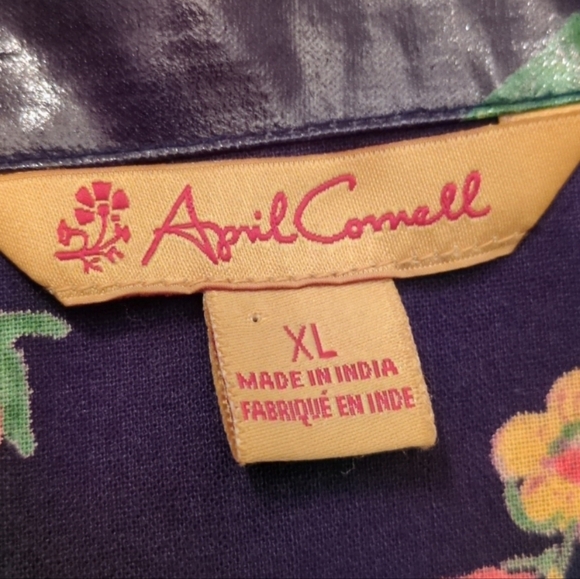 April Cornell
XL
MADE IN INDIA
FABRIQUÉ EN INDE